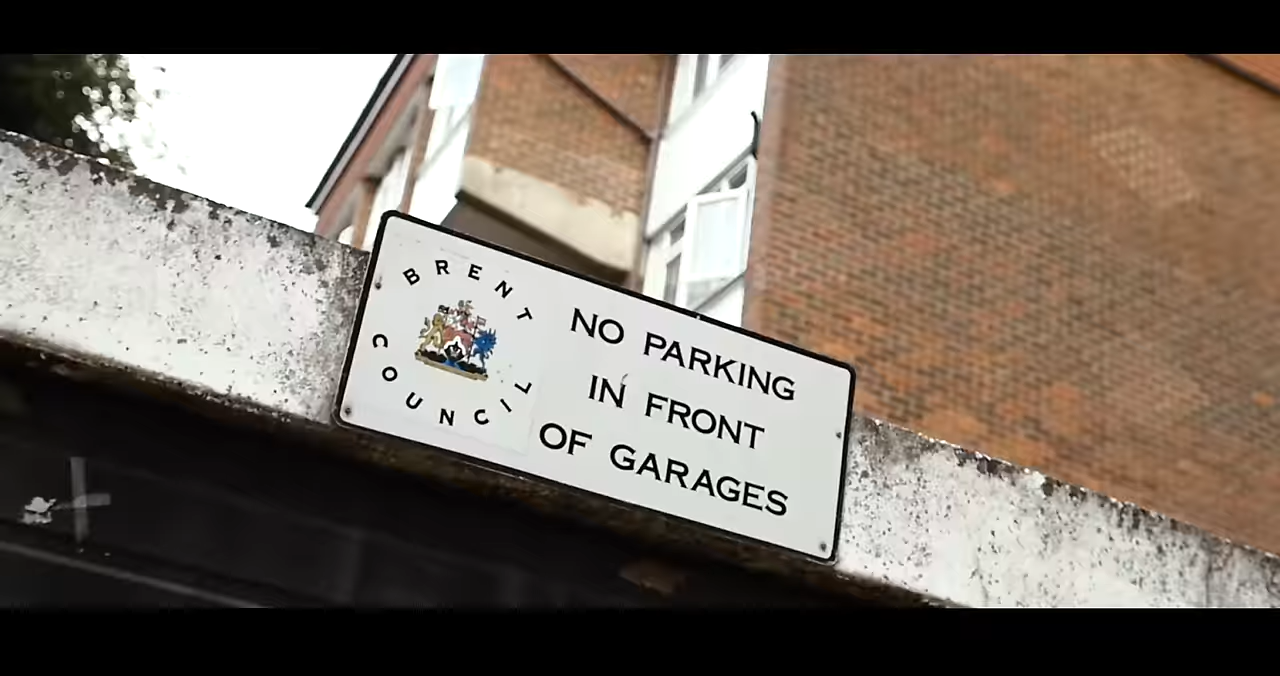 BRENT
COUNCIL
NO PARKING
IN FRONT
OF GARAGES